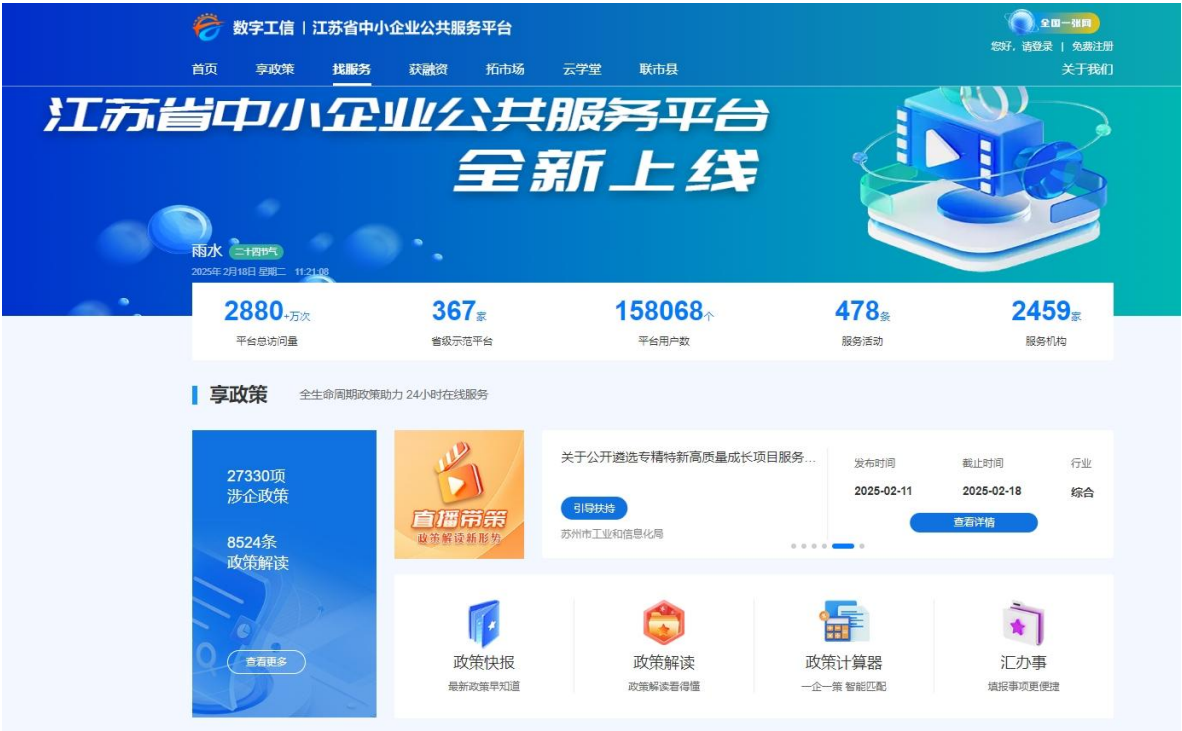 数字工信 | 江苏省中小企业公共服务平台
全国一张网
您好，请登录 | 免费注册
首页 享政策 找服务 获融资 拓市场 云学堂 联市县 关于我们
江苏省中小企业公共服务平台
全新上线
雨水 二十四节气
2025年2月18日 星期二 11:21:08
2880+万次 367家 158068个 478条 2459家
平台总访问量 省级示范平台 平台用户数 服务活动 服务机构
享政策 全生命周期政策助力 24小时在线服务
27330项
涉企政策
8524条
政策解读
查看更多
直播带策
政策解读新形势
关于公开遴选专精特新高质量成长项目服务...
引导扶持
苏州市工业和信息化局
发布时间 截止时间 行业
2025-02-11 2025-02-18 综合
查看详情
政策快报 政策解读 政策计算器 汇办事
最新政策早知道 政策解读看得懂 一企一策 智能匹配 填报事项更便捷